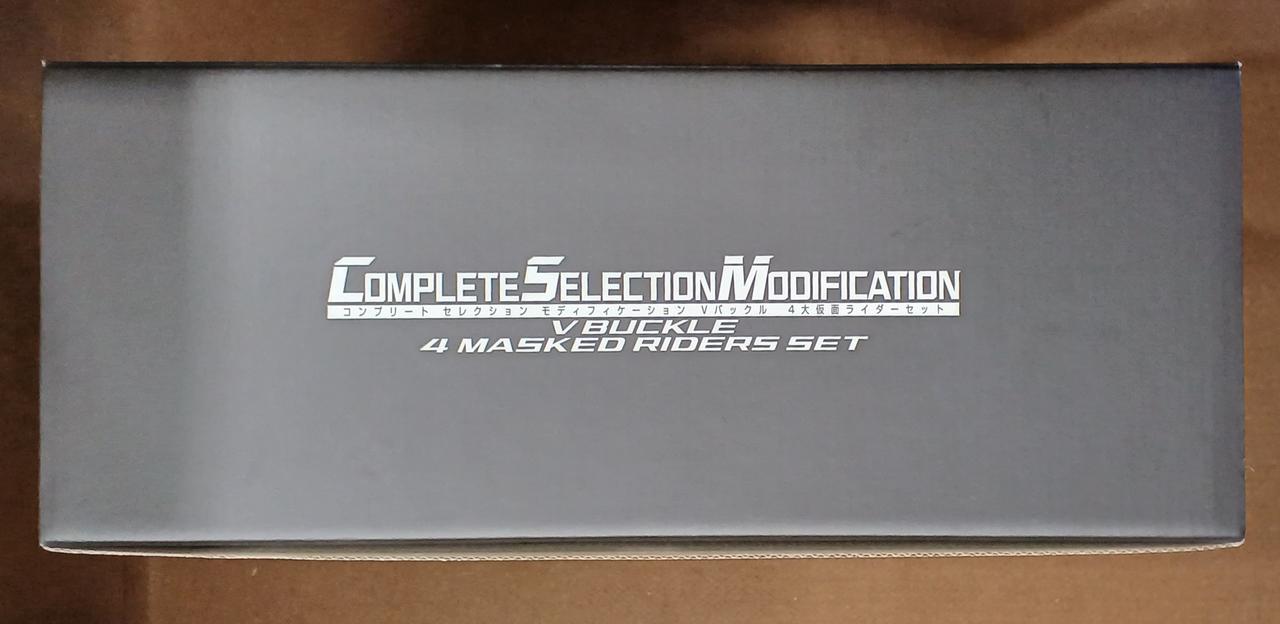 COMPLETE SELECTION MODIFICATION
コンプリート セレクション モディフィケーション Vバックル 4大仮面ライダーセット
V BUCKLE
4 MASKED RIDERS SET